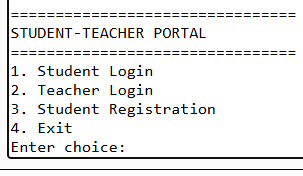 ================================
STUDENT-TEACHER PORTAL
================================
1. Student Login
2. Teacher Login
3. Student Registration
4. Exit
Enter choice: